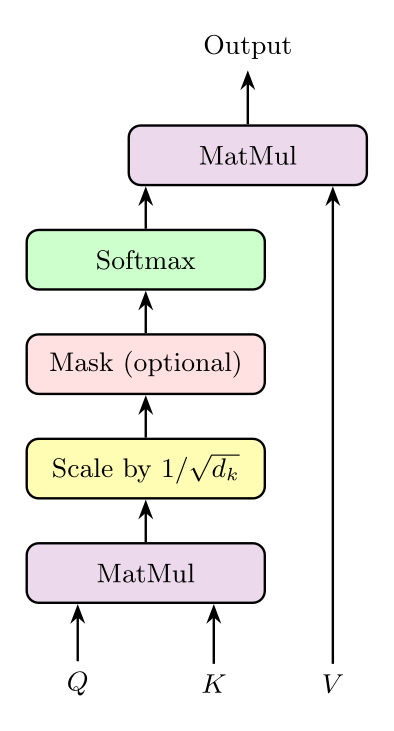 Output
MatMul
Softmax
Mask (optional)
Scale by 1/√d_k
MatMul
Q K V